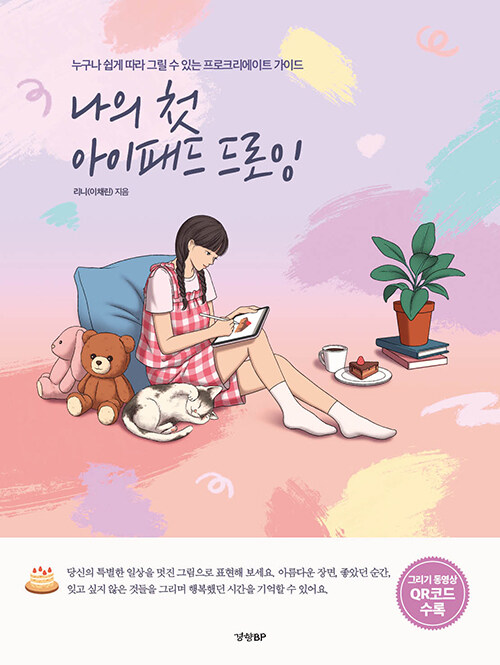 누구나 쉽게 따라 그릴 수 있는 프로크리에이트 가이드
나의 첫
아이패드 드로잉
리니(이채린) 지음
당신의 특별한 일상을 멋진 그림으로 표현해 보세요. 아름다운 장면, 좋았던 순간,
잊고 싶지 않은 것들을 그리며 행복했던 시간을 기억할 수 있어요.
그리기 동영상
QR코드
수록
경향BP